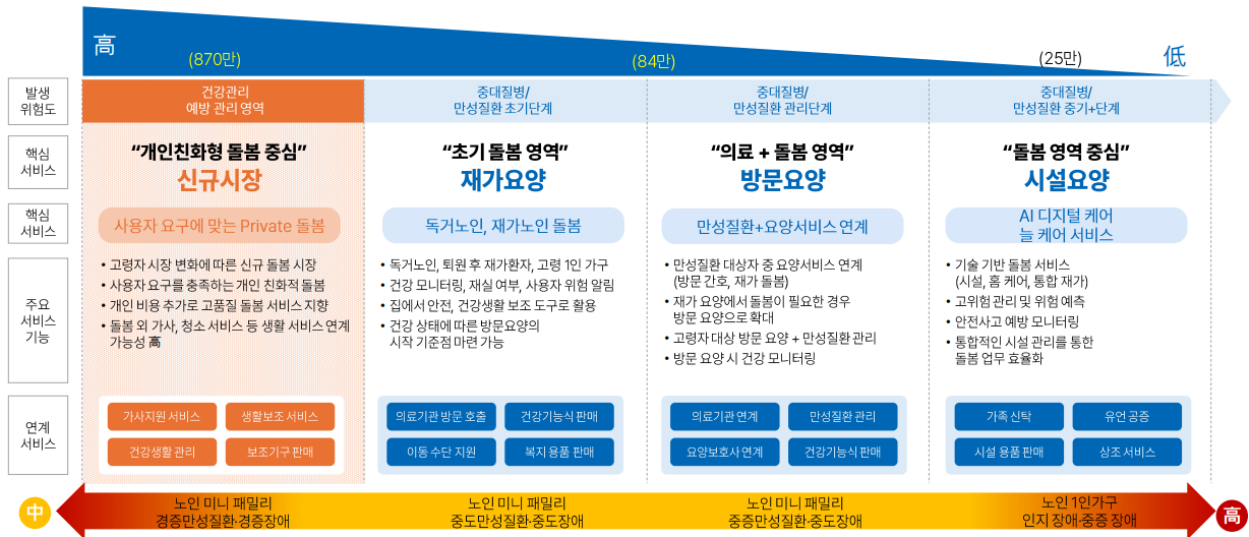 高
(870만)
(84만)
(25만)
低
발생
위험도
건강관리
예방 관리 영역
중대질병/
만성질환 초기단계
중대질병/
만성질환 관리단계
중대질병/
만성질환 중기+단계
핵심
서비스
“개인친화형 돌봄 중심”
신규시장
“초기 돌봄 영역”
재가요양
“의료 + 돌봄 영역”
방문요양
“돌봄 영역 중심”
시설요양
핵심
서비스
사용자 요구에 맞는 Private 돌봄
독거노인, 재가노인 돌봄
만성질환+요양서비스 연계
AI 디지털 케어
늘 케어 서비스
주요
서비스
기능
• 고령자 시장 변화에 따른 신규 돌봄 시장
• 사용자 요구를 충족하는 개인 친화적 돌봄
• 개인 비용 추가로 고품질 돌봄 서비스 지향
• 돌봄 외 가사, 청소 서비스 등 생활 서비스 연계
가능성 高
• 독거노인, 퇴원 후 재가환자, 고령 1인 가구
• 건강 모니터링, 재실 여부, 사용자 위험 알림
• 집에서 안전, 건강생활 보조 도구로 활용
• 건강 상태에 따른 방문요양의
시작 기준점 마련 가능
• 만성질환 대상자 중 요양서비스 연계
(방문 간호, 재가 돌봄)
• 재가 요양에서 돌봄이 필요한 경우
방문 요양으로 확대
• 고령자 대상 방문 요양 + 만성질환 관리
• 방문 요양 시 건강 모니터링
• 기술 기반 돌봄 서비스
(시설, 홈 케어, 통합 재가)
• 고위험 관리 및 위험 예측
• 안전사고 예방 모니터링
• 통합적인 시설 관리를 통한
돌봄 업무 효율화
연계
서비스
가사지원 서비스
생활보조 서비스
건강생활 관리
보조기구 판매
의료기관 방문 호출
건강기능식 판매
이동 수단 지원
복지 용품 판매
의료기관 연계
만성질환 관리
요양보호사 연계
건강기능식 판매
가족 신탁
유언 공증
시설 용품 판매
상조 서비스
中
노인 미니 패밀리
경증만성질환·경증장애
노인 미니 패밀리
중도만성질환·중도장애
노인 미니 패밀리
중증만성질환·중도장애
노인 1인가구
인지 장애·중증 장애
高